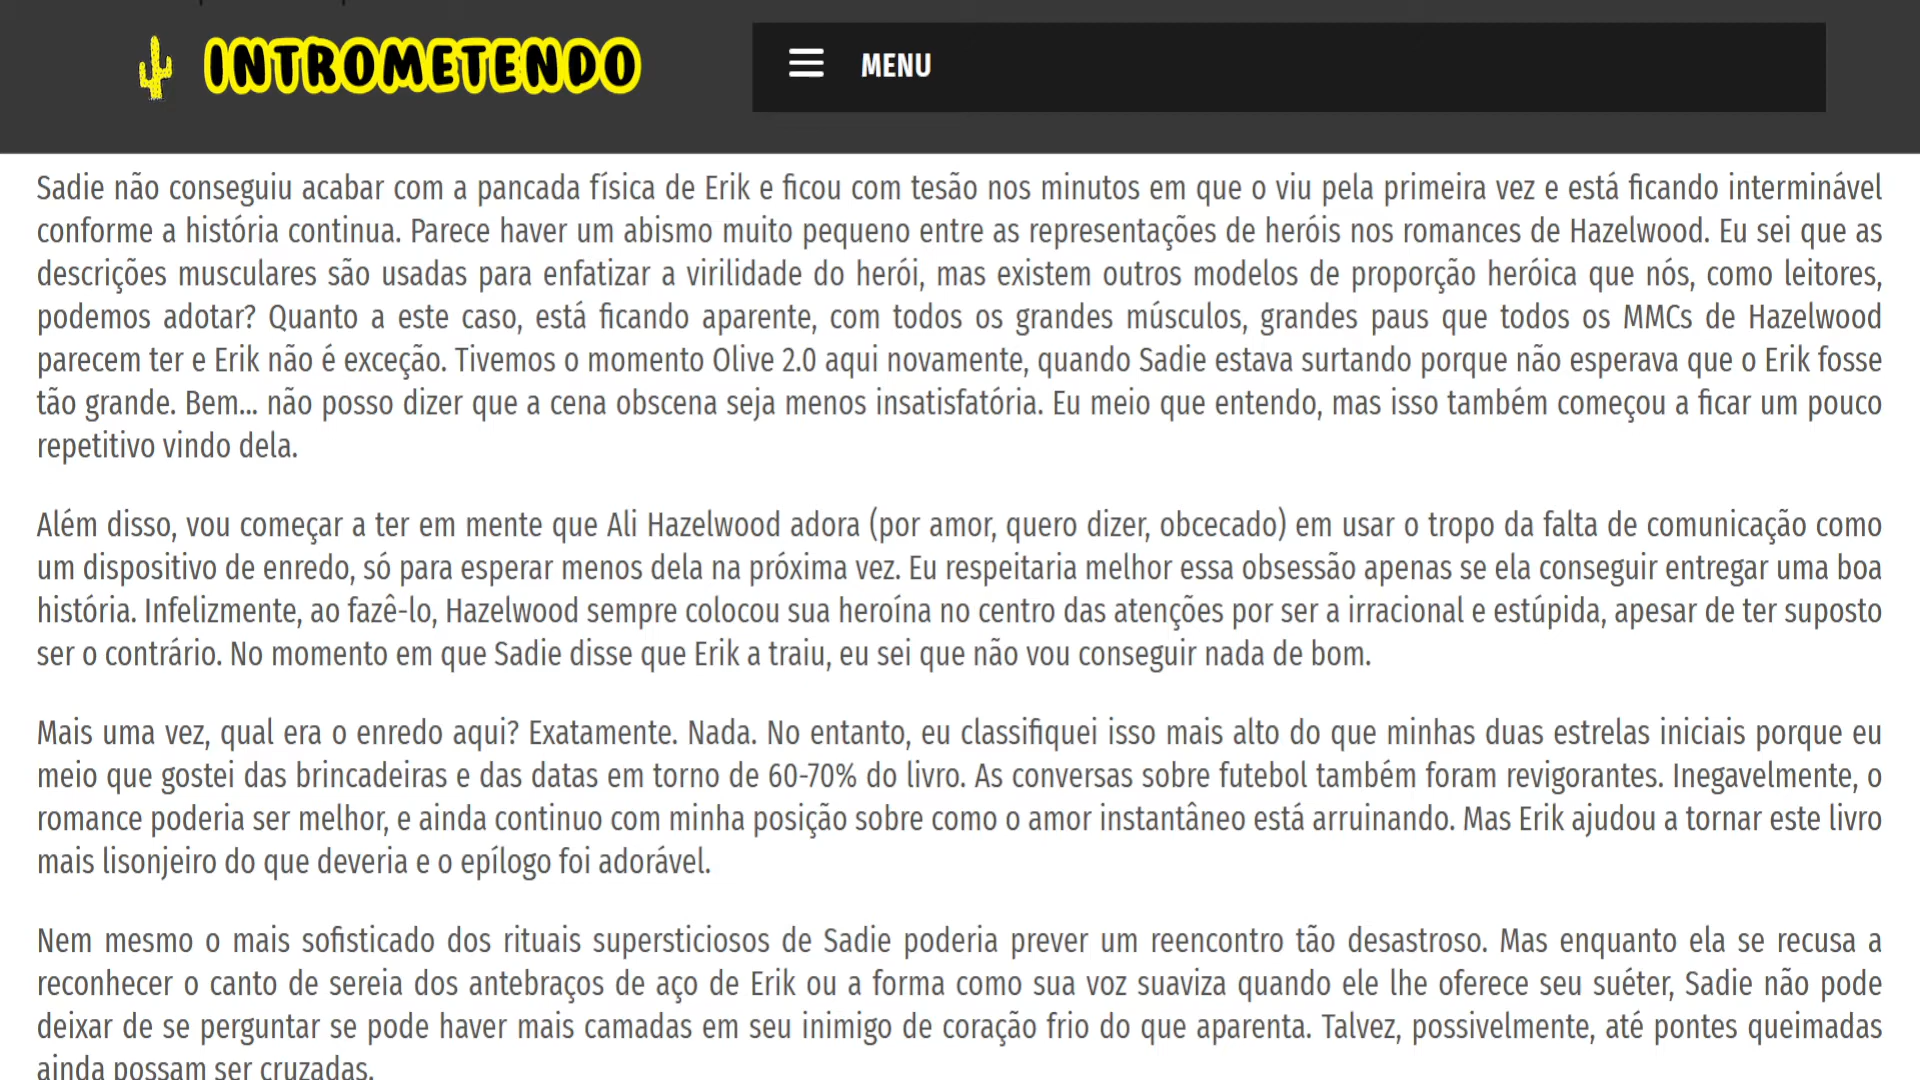 INTROMETENDO
MENU
Sadie não conseguiu acabar com a pancada física de Erik e ficou com tesão nos minutos em que o viu pela primeira vez e está ficando interminável
conforme a história continua. Parece haver um abismo muito pequeno entre as representações de heróis nos romances de Hazelwood. Eu sei que as
descrições musculares são usadas para enfatizar a virilidade do herói, mas existem outros modelos de proporção heróica que nós, como leitores,
podemos adotar? Quanto a este caso, está ficando aparente, com todos os grandes músculos, grandes paus que todos os MMCs de Hazelwood
parecem ter e Erik não é exceção. Tivemos o momento Olive 2.0 aqui novamente, quando Sadie estava surtando porque não esperava que o Erik fosse
tão grande. Bem... não posso dizer que a cena obscena seja menos insatisfatória. Eu meio que entendo, mas isso também começou a ficar um pouco
repetitivo vindo dela.
Além disso, vou começar a ter em mente que Ali Hazelwood adora (por amor, quero dizer, obcecado) em usar o tropo da falta de comunicação como
um dispositivo de enredo, só para esperar menos dela na próxima vez. Eu respeitaria melhor essa obsessão apenas se ela conseguir entregar uma boa
história. Infelizmente, ao fazê-lo, Hazelwood sempre colocou sua heroína no centro das atenções por ser a irracional e estúpida, apesar de ter suposto
ser o contrário. No momento em que Sadie disse que Erik a traiu, eu sei que não vou conseguir nada de bom.
Mais uma vez, qual era o enredo aqui? Exatamente. Nada. No entanto, eu classifiquei isso mais alto do que minhas duas estrelas iniciais porque eu
meio que gostei das brincadeiras e das datas em torno de 60-70% do livro. As conversas sobre futebol também foram revigorantes. Inegavelmente, o
romance poderia ser melhor, e ainda continuo com minha posição sobre como o amor instantâneo está arruinando. Mas Erik ajudou a tornar este livro
mais lisonjeiro do que deveria e o epílogo foi adorável.
Nem mesmo o mais sofisticado dos rituais supersticiosos de Sadie poderia prever um reencontro tão desastroso. Mas enquanto ela se recusa a
reconhecer o canto de sereia dos antebraços de aço de Erik ou a forma como sua voz suaviza quando ele lhe oferece seu suéter, Sadie não pode
deixar de se perguntar se pode haver mais camadas em seu inimigo de coração frio do que aparenta. Talvez, possivelmente, até pontes queimadas
ainda possam ser cruzadas.